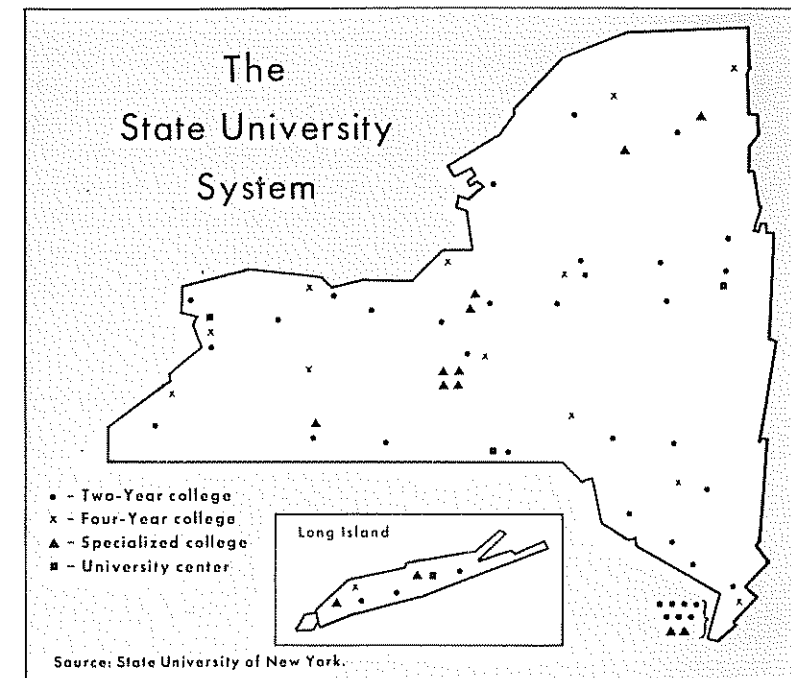 The
State University
System
• - Two-Year college
x - Four-Year college
▲ - Specialized college
■ - University center
Long Island
Source: State University of New York.